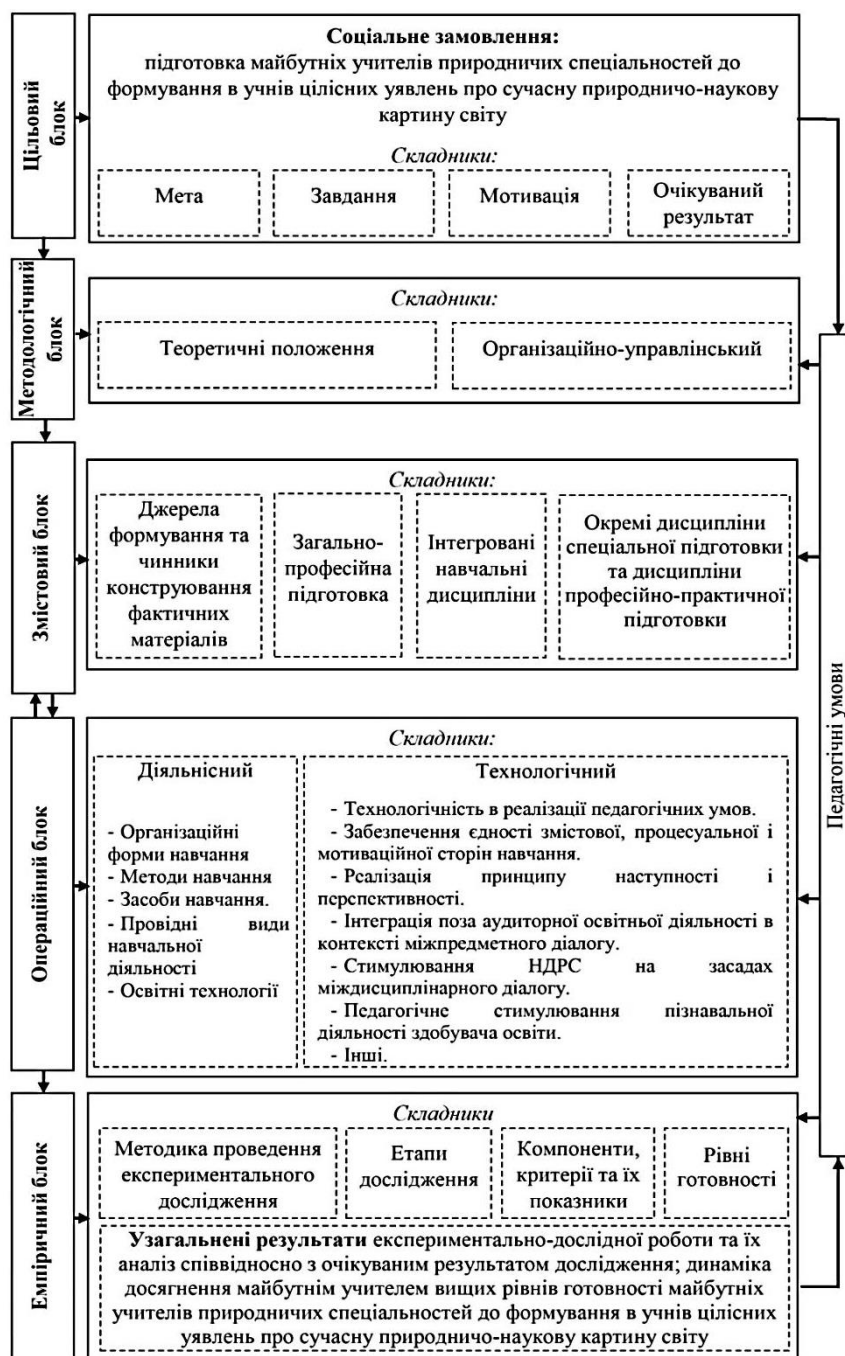 Цільовий
блок
Соціальне замовлення:
підготовка майбутніх учителів природничих спеціальностей до
формування в учнів цілісних уявлень про сучасну природничо-наукову
картину світу
Складники:
Мета
Завдання
Мотивація
Очікуваний
результат
Методологічний
блок
Складники:
Теоретичні положення
Організаційно-управлінський
Змістовий блок
Складники:
Джерела
формування та
чинники
конструювання
фактичних
матеріалів
Загально-
професійна
підготовка
Інтегровані
навчальні
дисципліни
Окремі дисципліни
спеціальної підготовки
та дисципліни
професійно-практичної
підготовки
Операційний блок
Складники:
Діяльнісний
- Організаційні
форми навчання
- Методи навчання
- Засоби навчання.
- Провідні види
навчальної
діяльності
- Освітні технології
Технологічний
- Технологічність в реалізації педагогічних умов.
- Забезпечення єдності змістової, процесуальної і
мотиваційної сторін навчання.
- Реалізація принципу наступності і
перспективності.
- Інтеграція поза аудиторної освітньої діяльності в
контексті міжпредметного діалогу.
- Стимулювання НДРС на засадах
міждисциплінарного діалогу.
- Педагогічне стимулювання пізнавальної
діяльності здобувача освіти.
- Інші.
Емпіричний блок
Складники
Методика проведення
експериментального
дослідження
Етапи
дослідження
Компоненти,
критерії та їх
показники
Рівні
готовності
Узагальнені результати експериментально-дослідної роботи та їх
аналіз співвідносно з очікуваним результатом дослідження; динаміка
досягнення майбутнім учителем вищих рівнів готовності майбутніх
учителів природничих спеціальностей до формування в учнів цілісних
уявлень про сучасну природничо-наукову картину світу
Педагогічні умови